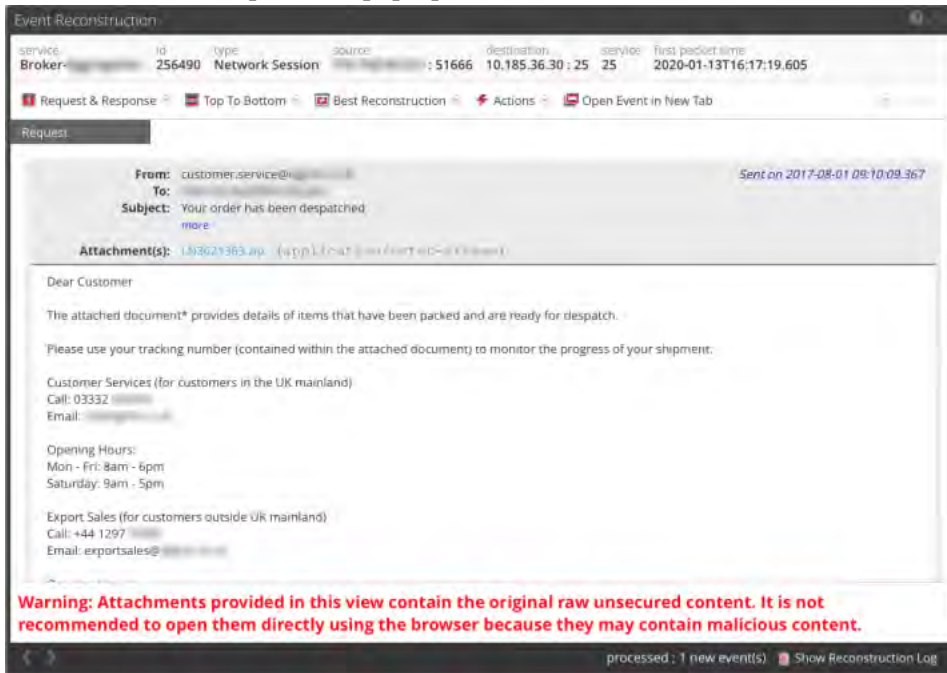 Event Reconstruction
service id type source destination service first packet time
Broker- 256490 Network Session : 51666 10.185.36.30 : 25 25 2020-01-13T16:17:19.605
Request & Response Top To Bottom Best Reconstruction Actions Open Event in New Tab
Request
From: customer.service@ Sent on 2017-08-01 09:10:09.367
To:
Subject: Your order has been despatched
more
Attachment(s): (application/octet-stream)
Dear Customer
The attached document* provides details of items that have been packed and are ready for despatch.
Please use your tracking number (contained within the attached document) to monitor the progress of your shipment.
Customer Services (for customers in the UK mainland)
Call: 03332
Email:
Opening Hours:
Mon - Fri: 8am - 6pm
Saturday: 9am - 5pm
Export Sales (for customers outside UK mainland)
Call: +44 1297
Email: exportsales@
Warning: Attachments provided in this view contain the original raw unsecured content. It is not
recommended to open them directly using the browser because they may contain malicious content.
processed : 1 new event(s) Show Reconstruction Log